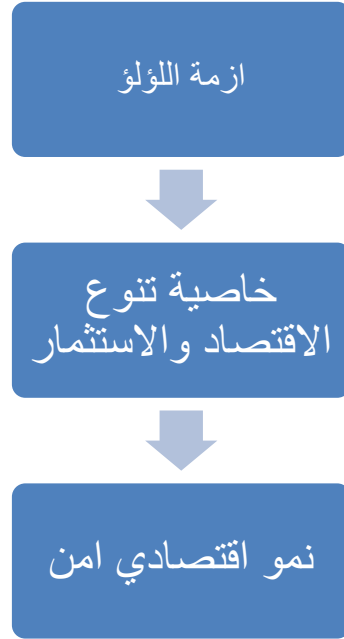 ازمة اللؤلؤ
خاصية تنوع
الاقتصاد والاستثمار
نمو اقتصادي امن